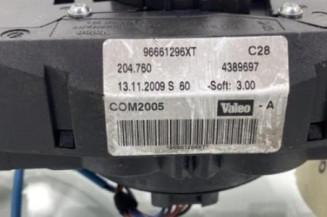 96661296XT C28
204.760 4389697
13.11.2009 S 60 -Soft: 3.00
COM2005 Valeo - A